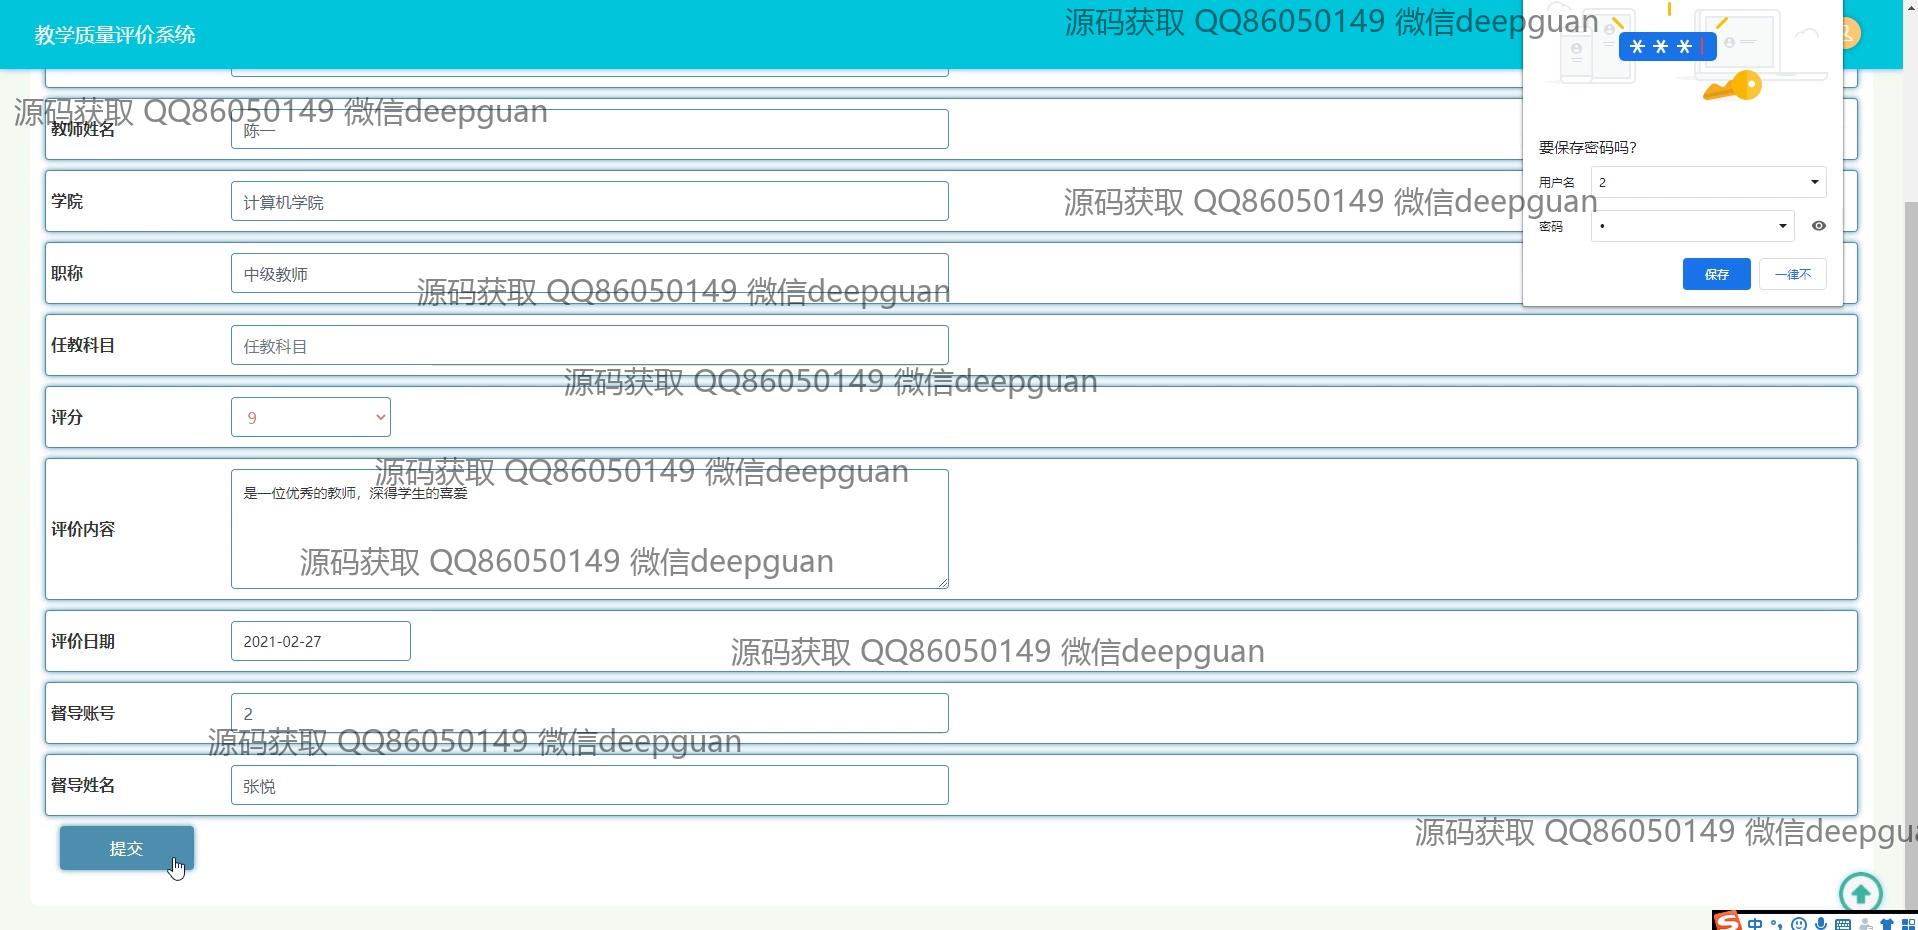 教学质量评价系统
源码获取 QQ86050149 微信deepguan
***
源码获取 QQ86050149 微信deepguan
教师姓名
陈一
要保存密码吗?
用户名
2
学院
计算机学院
源码获取 QQ86050149 微信deepguan
密码
•
职称
中级教师
保存
一律不
源码获取 QQ86050149 微信deepguan
任教科目
任教科目
源码获取 QQ86050149 微信deepguan
评分
9
源码获取 QQ86050149 微信deepguan
是一位优秀的教师，深得学生的喜爱
评价内容
源码获取 QQ86050149 微信deepguan
评价日期
2021-02-27
源码获取 QQ86050149 微信deepguan
督导账号
2
源码获取 QQ86050149 微信deepguan
督导姓名
张悦
源码获取 QQ86050149 微信deepgua
提交
中